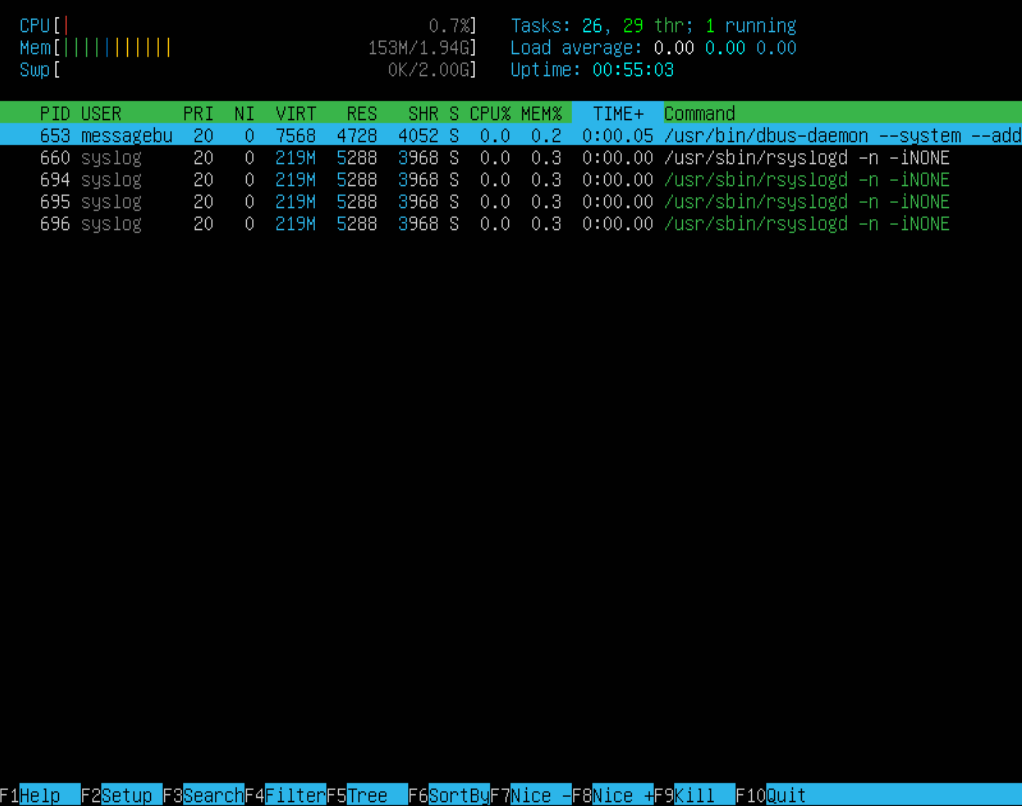 CPU[| 0.7%] Tasks: 26, 29 thr; 1 running
Mem[||||||||||| 153M/1.94G] Load average: 0.00 0.00 0.00
Swp[ 0K/2.00G] Uptime: 00:55:03
PID USER PRI NI VIRT RES SHR S CPU% MEM% TIME+ Command
653 messagebu 20 0 7568 4728 4052 S 0.0 0.2 0:00.05 /usr/bin/dbus-daemon --system --add
660 syslog 20 0 219M 5288 3968 S 0.0 0.3 0:00.00 /usr/sbin/rsyslogd -n -iNONE
694 syslog 20 0 219M 5288 3968 S 0.0 0.3 0:00.00 /usr/sbin/rsyslogd -n -iNONE
695 syslog 20 0 219M 5288 3968 S 0.0 0.3 0:00.00 /usr/sbin/rsyslogd -n -iNONE
696 syslog 20 0 219M 5288 3968 S 0.0 0.3 0:00.00 /usr/sbin/rsyslogd -n -iNONE
F1Help F2Setup F3SearchF4FilterF5Tree F6SortByF7Nice -F8Nice +F9Kill F10Quit